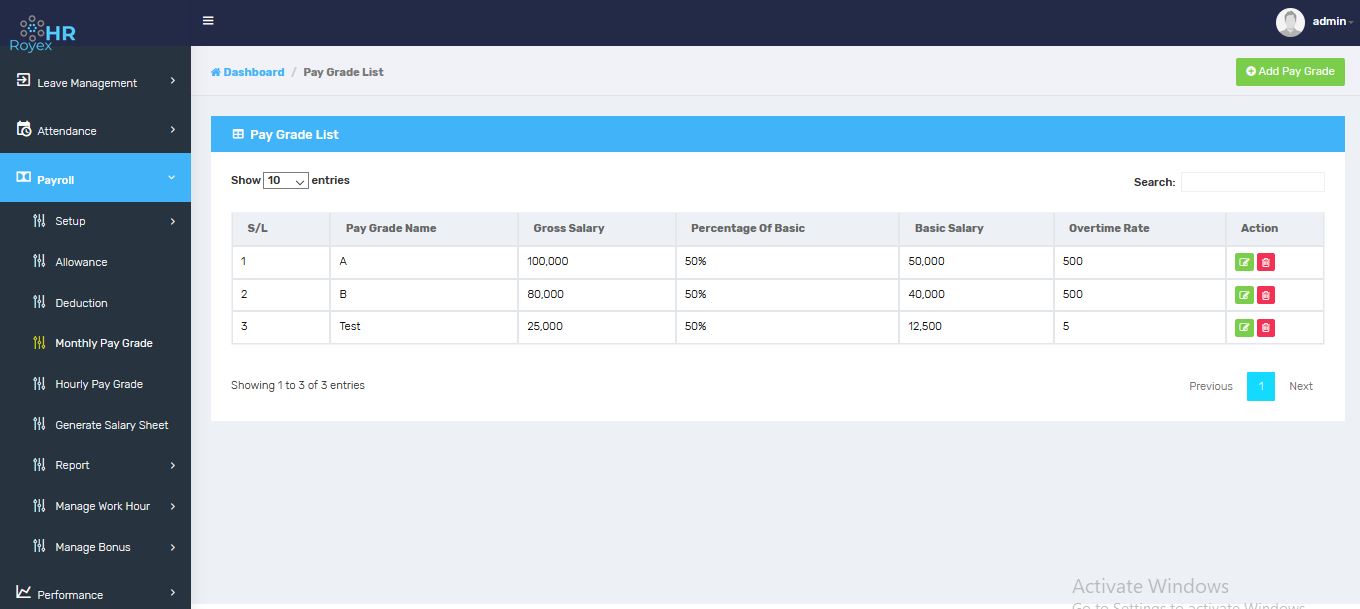 HR
Royex
admin
Leave Management
Attendance
Payroll
Setup
Allowance
Deduction
Monthly Pay Grade
Hourly Pay Grade
Generate Salary Sheet
Report
Manage Work Hour
Manage Bonus
Performance
Dashboard / Pay Grade List
Add Pay Grade
Pay Grade List
Show 10 entries
Search:
S/L Pay Grade Name Gross Salary Percentage Of Basic Basic Salary Overtime Rate Action
1 A 100,000 50% 50,000 500
2 B 80,000 50% 40,000 500
3 Test 25,000 50% 12,500 5
Showing 1 to 3 of 3 entries
Previous 1 Next
Activate Windows
Go to Settings to activate Windows.